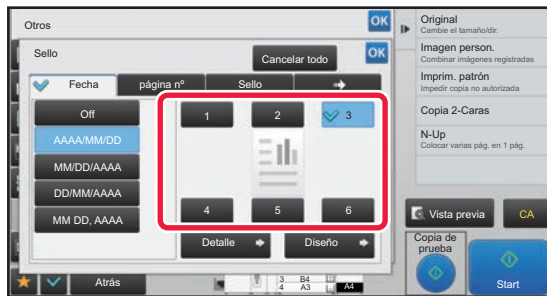 Otros
OK
Sello
Cancelar todo
OK
Fecha
página nº
Sello
Off
AAAA/MM/DD
MM/DD/AAAA
DD/MM/AAAA
MM DD, AAAA
1
2
3
4
5
6
Detalle
Diseño
Atrás
3 B4
4 A3
A4
Original
Cambie el tamaño/dir.
Imagen person.
Combinar imágenes registradas
Imprim. patrón
Impedir copia no autorizada
Copia 2-Caras
N-Up
Colocar varias pág. en 1 pág.
Vista previa
CA
Copia de
prueba
Start